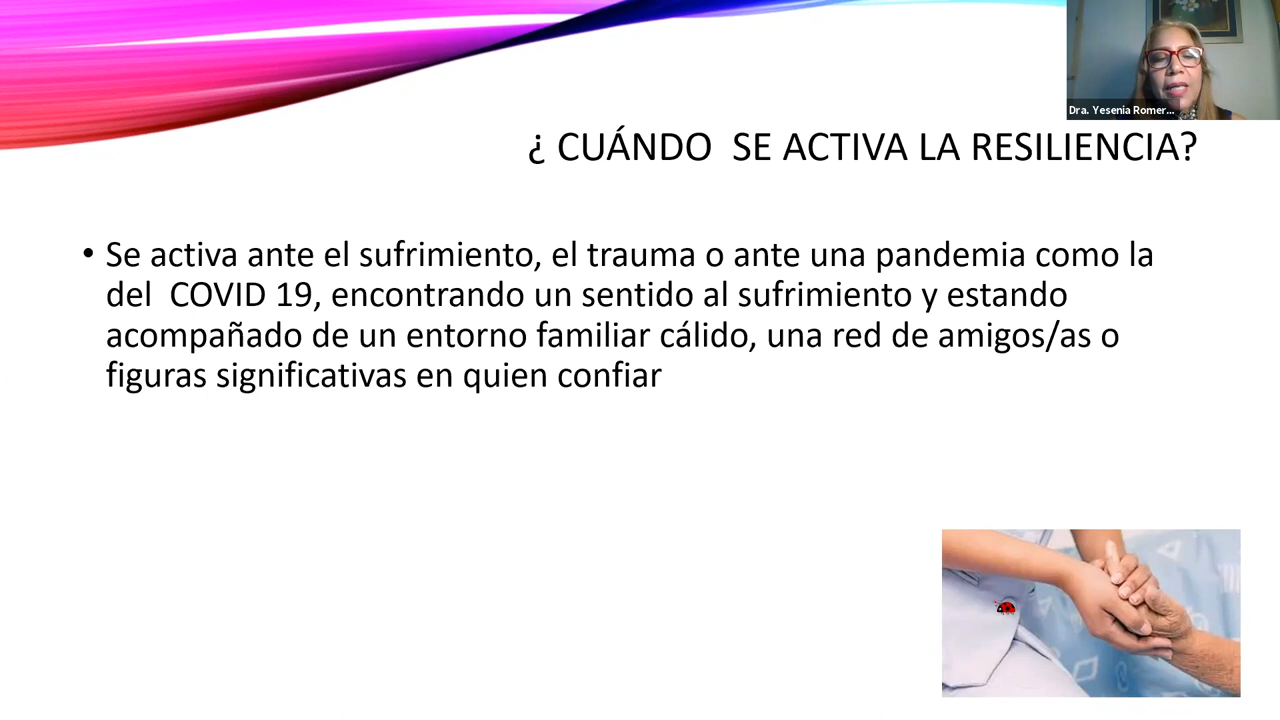 Dra. Yesenia Romer...
¿ CUÁNDO  SE ACTIVA LA RESILIENCIA?
• Se activa ante el sufrimiento, el trauma o ante una pandemia como la
del  COVID 19, encontrando un sentido al sufrimiento y estando
acompañado de un entorno familiar cálido, una red de amigos/as o
figuras significativas en quien confiar